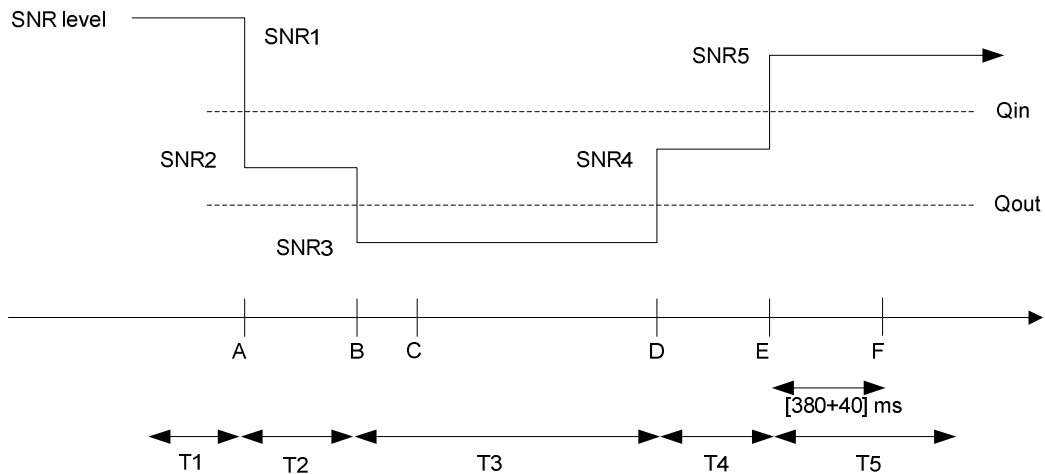 SNR level
SNR1
SNR5
Qin
SNR2
SNR4
Qout
SNR3
A B C D E F
[380+40] ms
T1 T2 T3 T4 T5